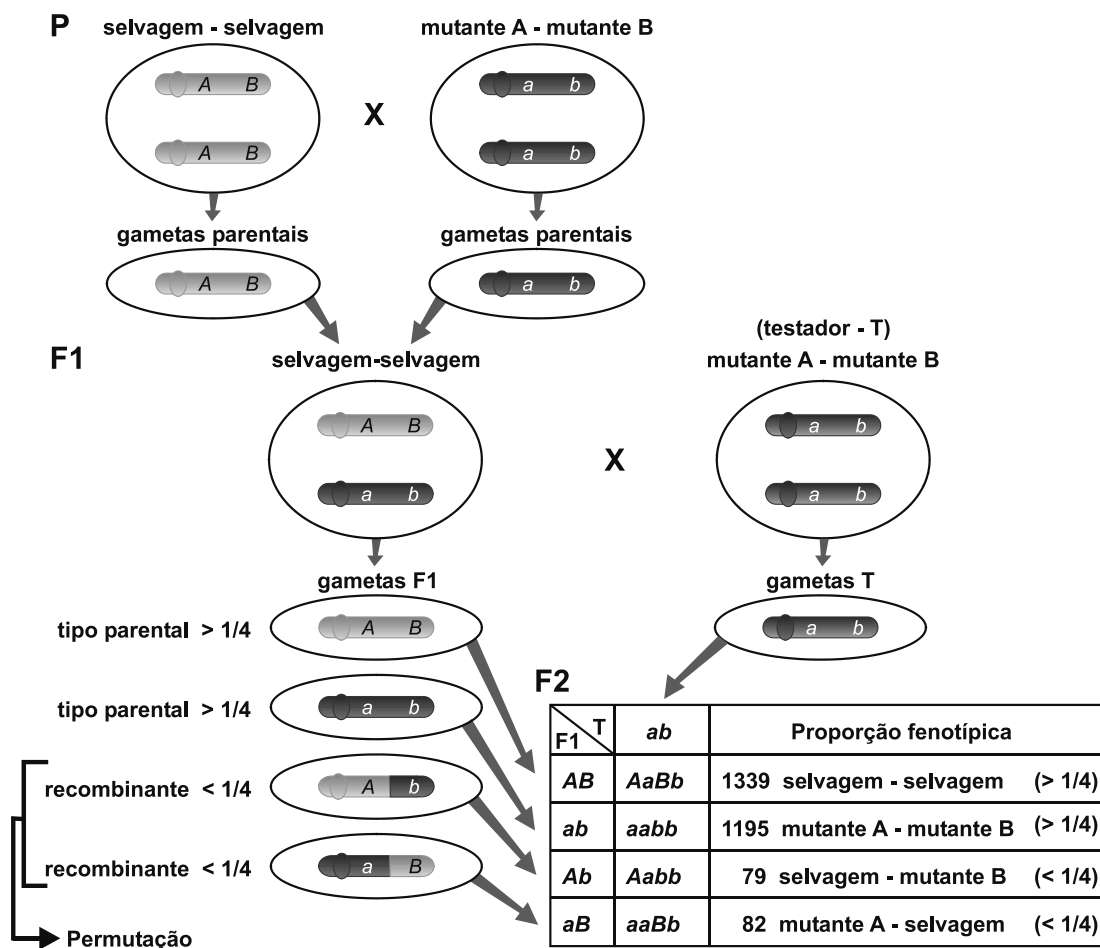 P
selvagem - selvagem
mutante A - mutante B
A B
a b
X
A B
a b
gametas parentais
gametas parentais
A B
a b
F1
selvagem-selvagem
(testador - T)
mutante A - mutante B
A B
a b
X
a b
a b
gametas F1
gametas T
tipo parental > 1/4
A B
a b
tipo parental > 1/4
a b
recombinante < 1/4
A b
recombinante < 1/4
a B
Permutação
F2
F1 T ab Proporção fenotípica
AB AaBb 1339 selvagem - selvagem (> 1/4)
ab aabb 1195 mutante A - mutante B (> 1/4)
Ab Aabb 79 selvagem - mutante B (< 1/4)
aB aaBb 82 mutante A - selvagem (< 1/4)